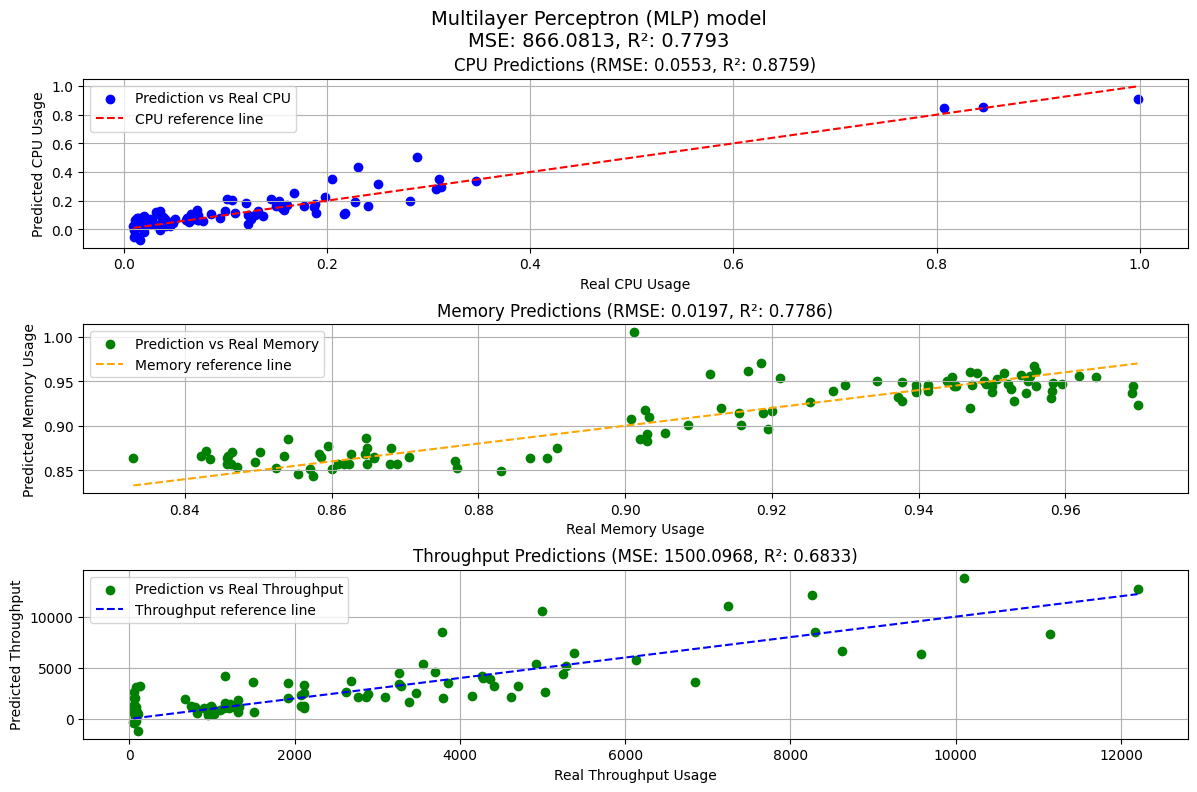 Multilayer Perceptron (MLP) model
MSE: 866.0813, R²: 0.7793
CPU Predictions (RMSE: 0.0553, R²: 0.8759)
Predicted CPU Usage
1.0
0.8
0.6
0.4
0.2
0.0
Prediction vs Real CPU
CPU reference line
0.0 0.2 0.4 0.6 0.8 1.0
Real CPU Usage
Memory Predictions (RMSE: 0.0197, R²: 0.7786)
Predicted Memory Usage
1.00
0.95
0.90
0.85
Prediction vs Real Memory
Memory reference line
0.84 0.86 0.88 0.90 0.92 0.94 0.96
Real Memory Usage
Throughput Predictions (MSE: 1500.0968, R²: 0.6833)
Predicted Throughput
10000
5000
0
Prediction vs Real Throughput
Throughput reference line
0 2000 4000 6000 8000 10000 12000
Real Throughput Usage